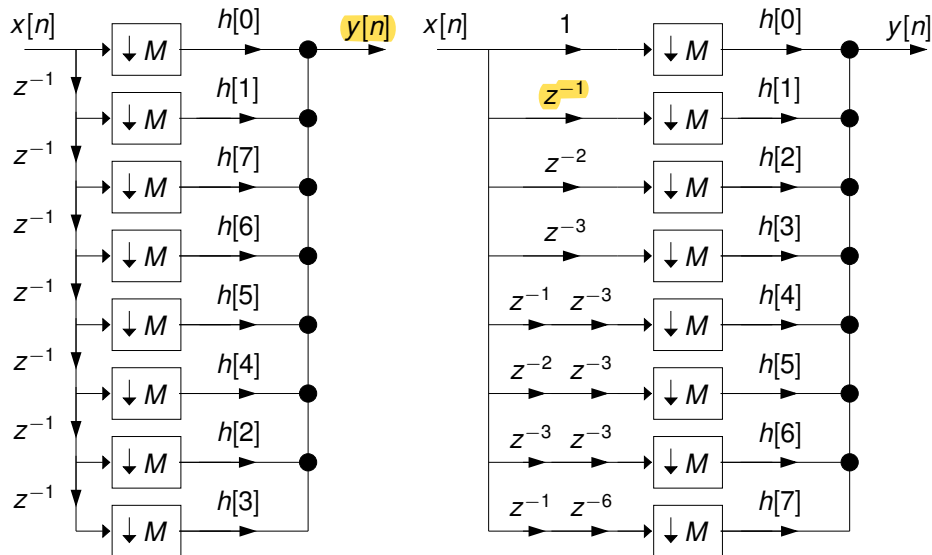 x[n] h[0] y[n] x[n] 1 h[0] y[n]
↓ M ↓ M
z⁻¹ h[1] z⁻¹ h[1]
↓ M ↓ M
z⁻¹ h[7] z⁻² h[2]
↓ M ↓ M
z⁻¹ h[6] z⁻³ h[3]
↓ M ↓ M
z⁻¹ h[5] z⁻¹ z⁻³ h[4]
↓ M ↓ M
z⁻¹ h[4] z⁻² z⁻³ h[5]
↓ M ↓ M
z⁻¹ h[2] z⁻³ z⁻³ h[6]
↓ M ↓ M
z⁻¹ h[3] z⁻¹ z⁻⁶ h[7]
↓ M ↓ M